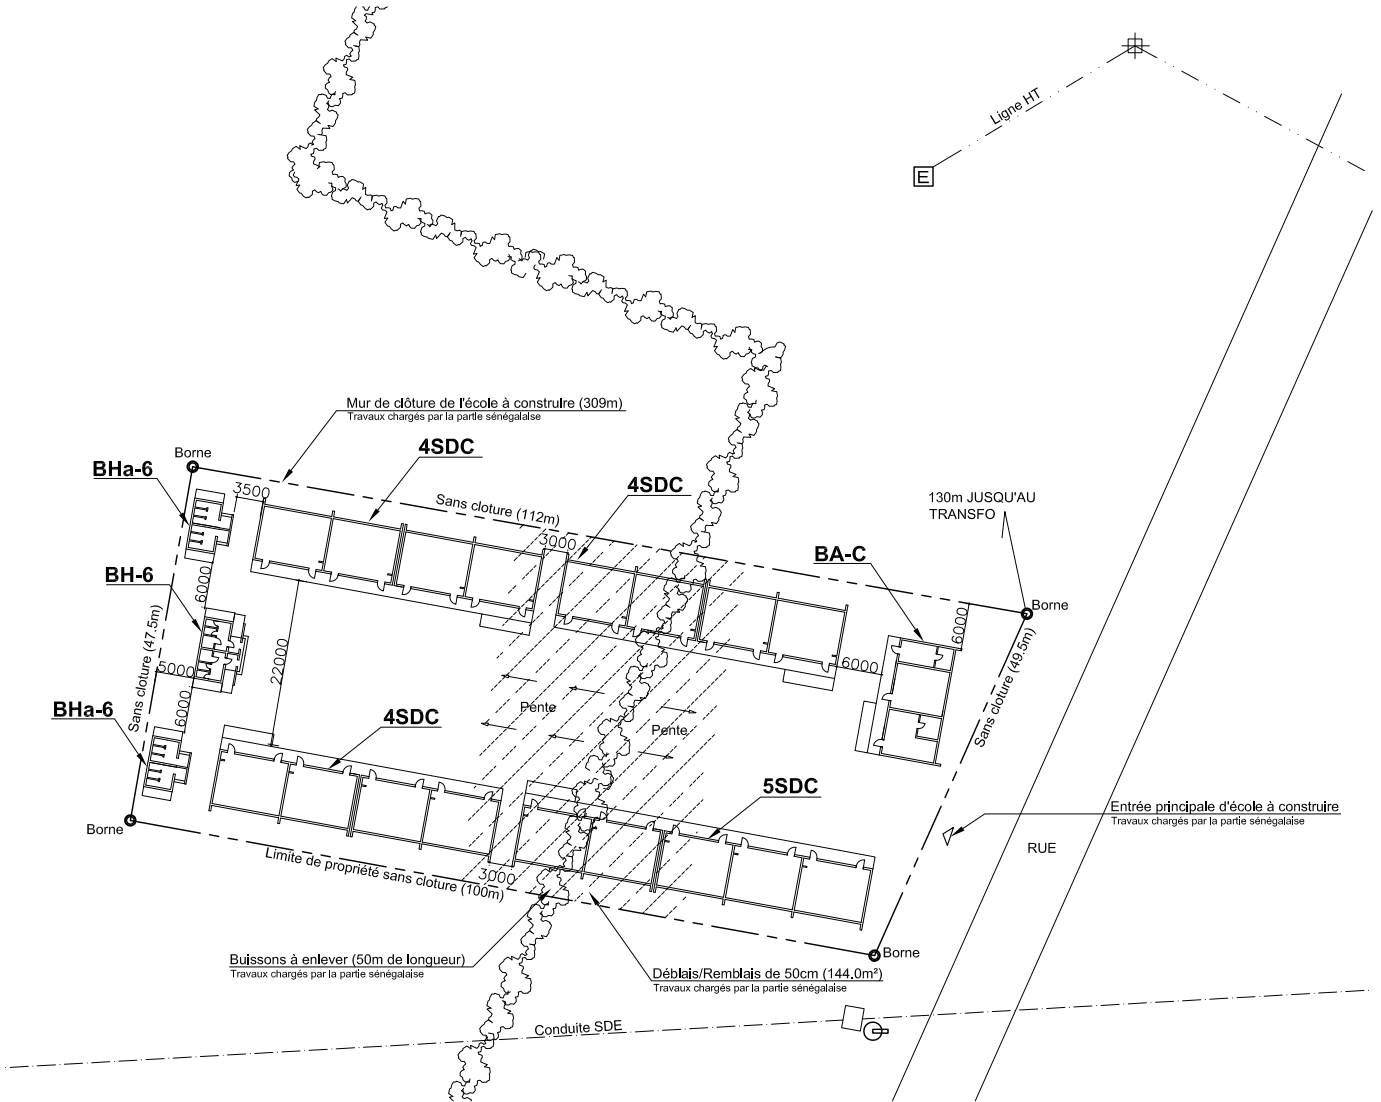 Ligne HT
E
Mur de clôture de l'école à construire (309m)
Travaux chargés par la partie sénégalaise
Borne
4SDC
BHa-6
3500
Sans cloture (112m)
4SDC
130m JUSQU'AU
TRANSFO
3000
BA-C
BH-6
6000
Borne
6000
Sans cloture (47.5m)
22000
5000
6000
Sans cloture (49.5m)
BHa-6
6000
4SDC
Pente
Pente
5SDC
Entrée principale d'école à construire
Travaux chargés par la partie sénégalaise
Borne
RUE
Limite de propriété sans cloture (100m)
3000
Buissons à enlever (50m de longueur)
Travaux chargés par la partie sénégalaise
Borne
Déblais/Remblais de 50cm (144.0m²)
Travaux chargés par la partie sénégalaise
Conduite SDE